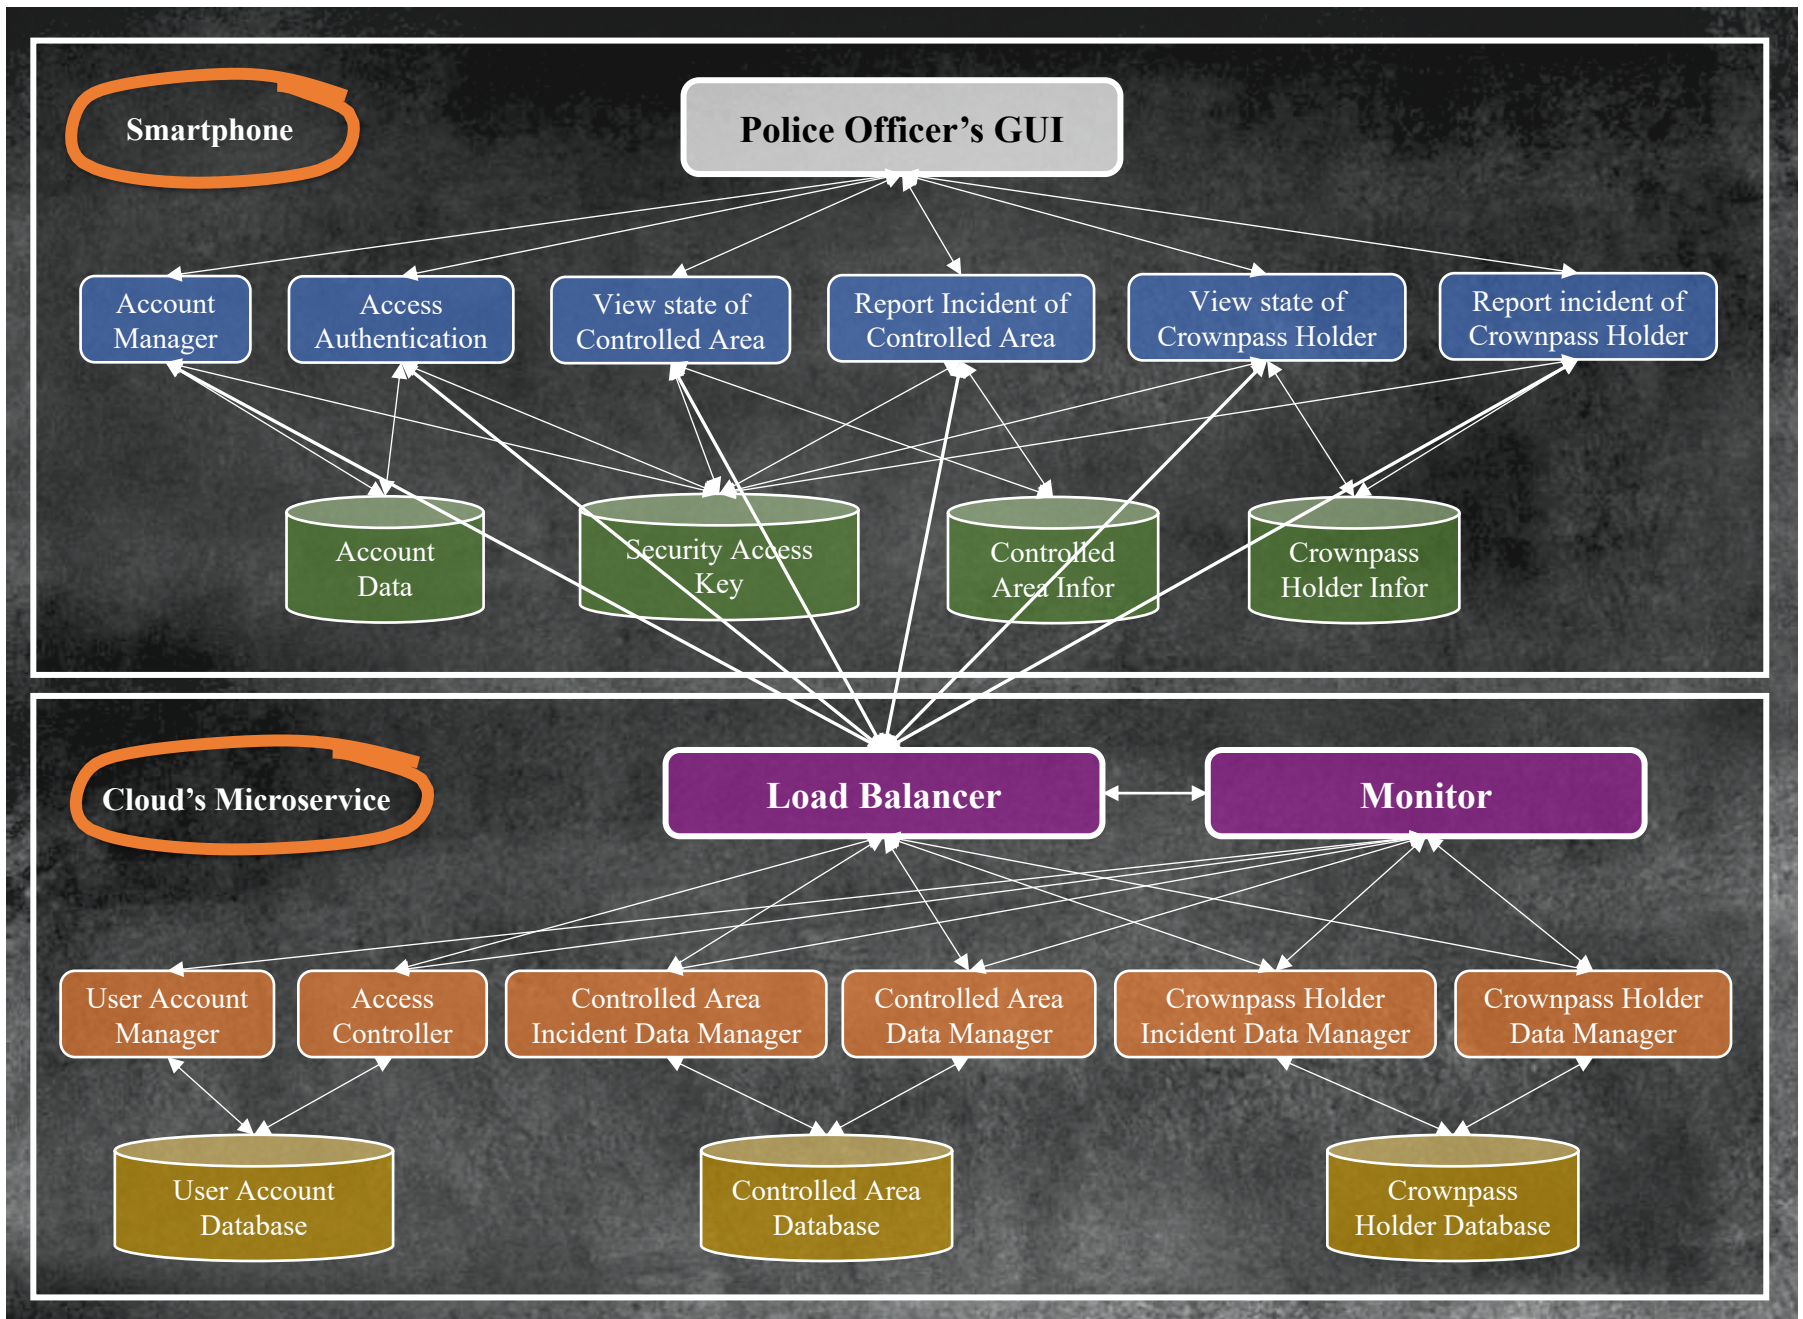 Smartphone
Police Officer’s GUI
Account
Manager
Access
Authentication
View state of
Controlled Area
Report Incident of
Controlled Area
View state of
Crownpass Holder
Report incident of
Crownpass Holder
Account
Data
Security Access
Key
Controlled
Area Infor
Crownpass
Holder Infor
Cloud’s Microservice
Load Balancer
Monitor
User Account
Manager
Access
Controller
Controlled Area
Incident Data Manager
Controlled Area
Data Manager
Crownpass Holder
Incident Data Manager
Crownpass Holder
Data Manager
User Account
Database
Controlled Area
Database
Crownpass
Holder Database